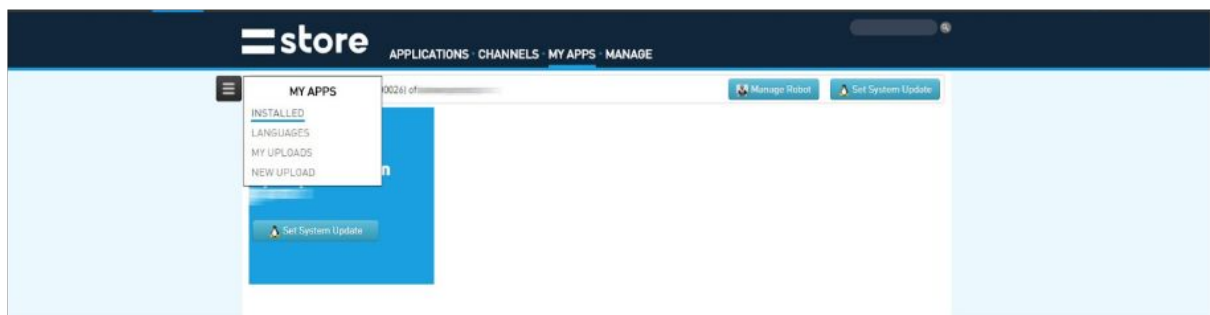 store
APPLICATIONS · CHANNELS · MY APPS · MANAGE
MY APPS
00026) of
Manage Robot
Set System Update
INSTALLED
LANGUAGES
MY UPLOADS
NEW UPLOAD
n
Set System Update